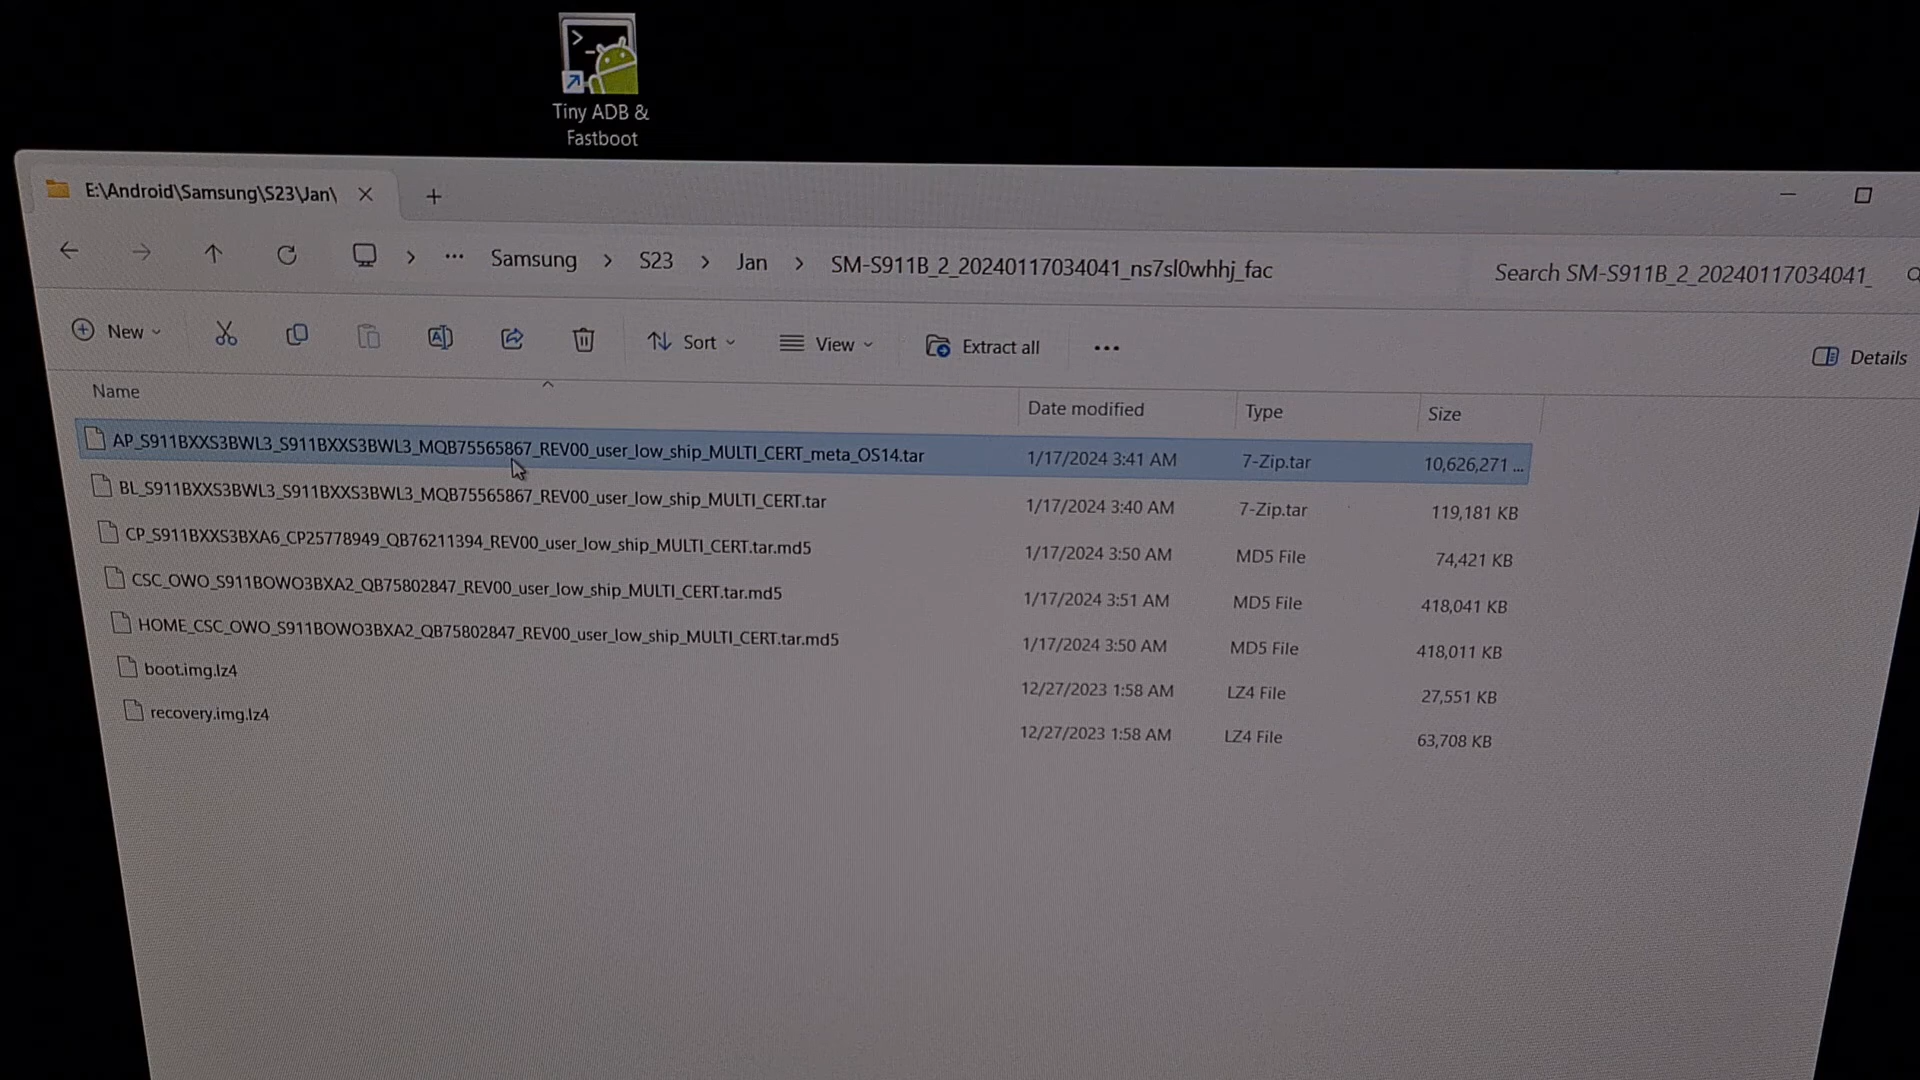 Tiny ADB &
Fastboot
E:\Android\Samsung\S23\Jan\
Samsung > S23 > Jan > SM-S911B_2_20240117034041_ns7sl0whhj_fac
Search SM-S911B_2_20240117034041_
New
Sort
View
Extract all
Details
Name Date modified Type Size
AP_S911BXXS3BWL3_S911BXXS3BWL3_MQB75565867_REV00_user_low_ship_MULTI_CERT_meta_OS14.tar 1/17/2024 3:41 AM 7-Zip.tar 10,626,271 ...
BL_S911BXXS3BWL3_S911BXXS3BWL3_MQB75565867_REV00_user_low_ship_MULTI_CERT.tar 1/17/2024 3:40 AM 7-Zip.tar 119,181 KB
CP_S911BXXS3BXA6_CP25778949_QB76211394_REV00_user_low_ship_MULTI_CERT.tar.md5 1/17/2024 3:50 AM MD5 File 74,421 KB
CSC_OWO_S911BOWO3BXA2_QB75802847_REV00_user_low_ship_MULTI_CERT.tar.md5 1/17/2024 3:51 AM MD5 File 418,041 KB
HOME_CSC_OWO_S911BOWO3BXA2_QB75802847_REV00_user_low_ship_MULTI_CERT.tar.md5 1/17/2024 3:50 AM MD5 File 418,011 KB
boot.img.lz4 12/27/2023 1:58 AM LZ4 File 27,551 KB
recovery.img.lz4 12/27/2023 1:58 AM LZ4 File 63,708 KB